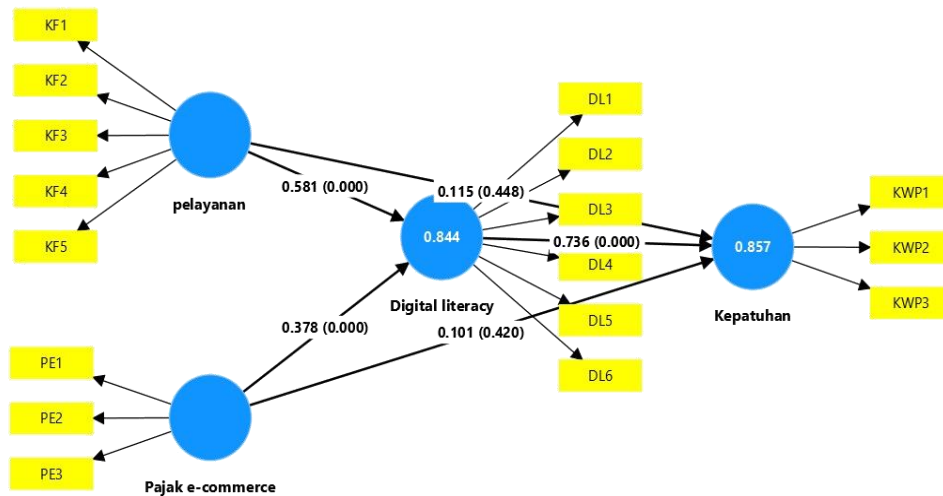 KF1
KF2
KF3
KF4
KF5
pelayanan
0.581 (0.000)
0.115 (0.448)
DL1
DL2
DL3
DL4
DL5
DL6
0.844
Digital literacy
0.736 (0.000)
0.857
Kepatuhan
KWP1
KWP2
KWP3
0.378 (0.000)
0.101 (0.420)
PE1
PE2
PE3
Pajak e-commerce